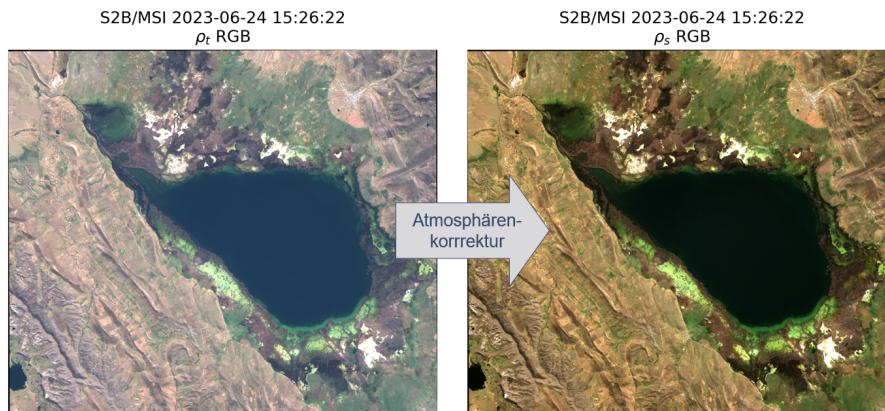 S2B/MSI 2023-06-24 15:26:22
ρt RGB
S2B/MSI 2023-06-24 15:26:22
ρs RGB
Atmosphären-
korrrektur